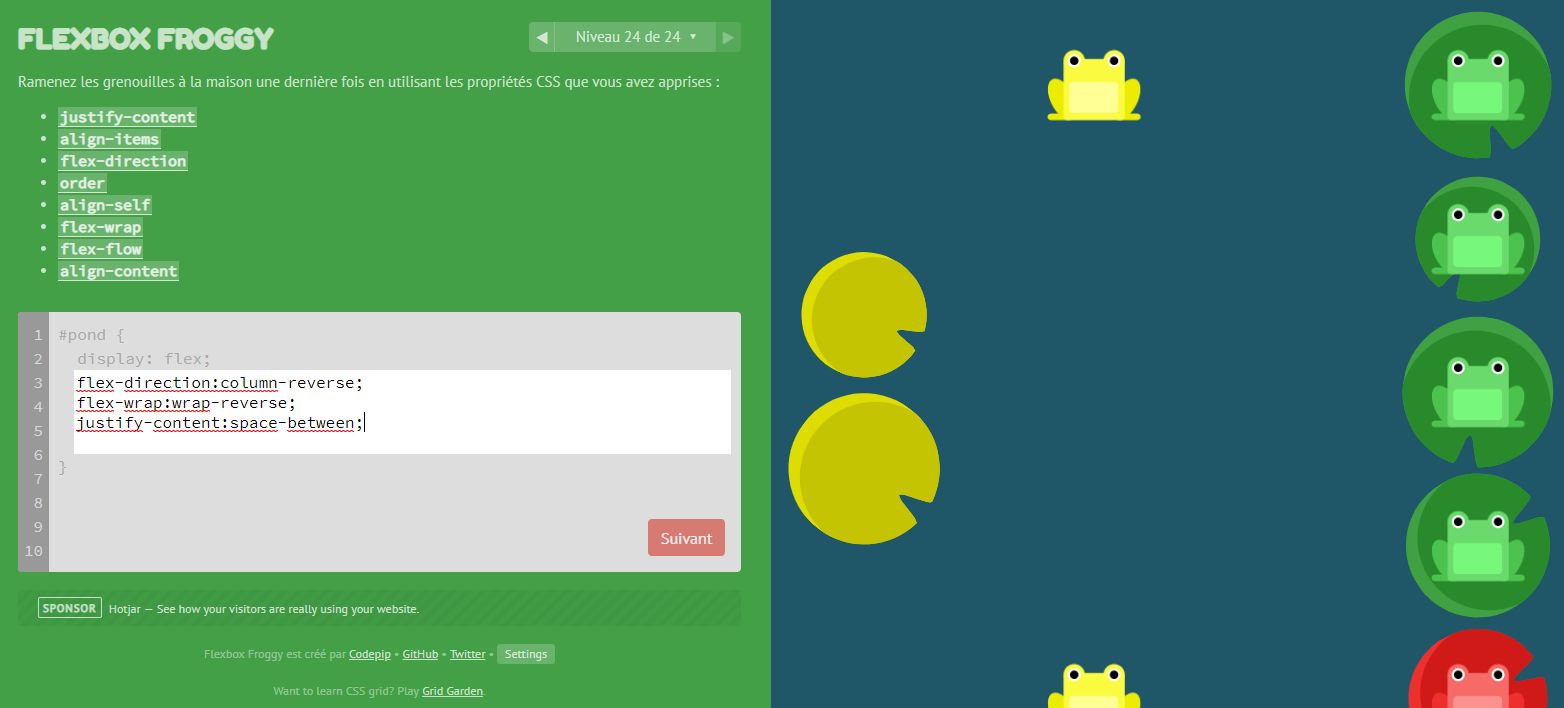 FLEXBOX FROGGY
◀ Niveau 24 de 24 ▼ ▶
Ramenez les grenouilles à la maison une dernière fois en utilisant les propriétés CSS que vous avez apprises :
• justify-content
• align-items
• flex-direction
• order
• align-self
• flex-wrap
• flex-flow
• align-content
1 #pond {
2 display: flex;
3 flex-direction:column-reverse;
4 flex-wrap:wrap-reverse;
5 justify-content:space-between;
6
7 }
8
9
10
Suivant
SPONSOR Hotjar — See how your visitors are really using your website.
Flexbox Froggy est créé par Codepip • GitHub • Twitter • Settings
Want to learn CSS grid? Play Grid Garden.